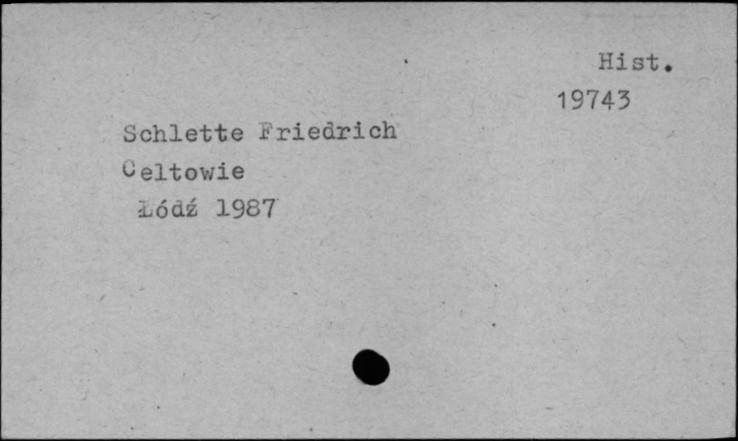 Hist.
19743
Schlette Friedrich
Celtowie
Łódź 1987